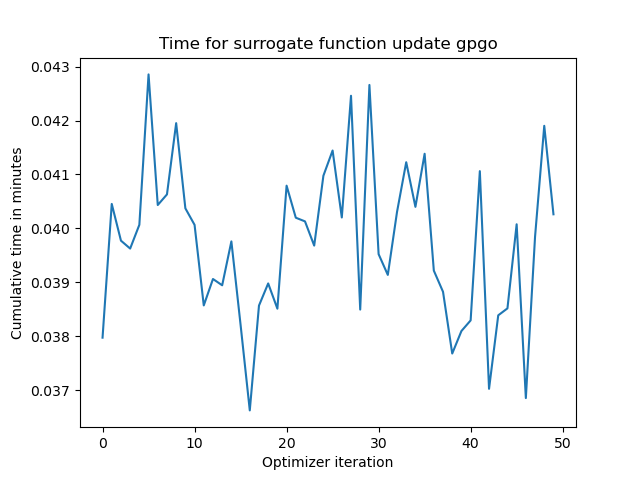 Time for surrogate function update gpgo
0.043
0.042
0.041
0.040
0.039
0.038
0.037
Cumulative time in minutes
0 10 20 30 40 50
Optimizer iteration